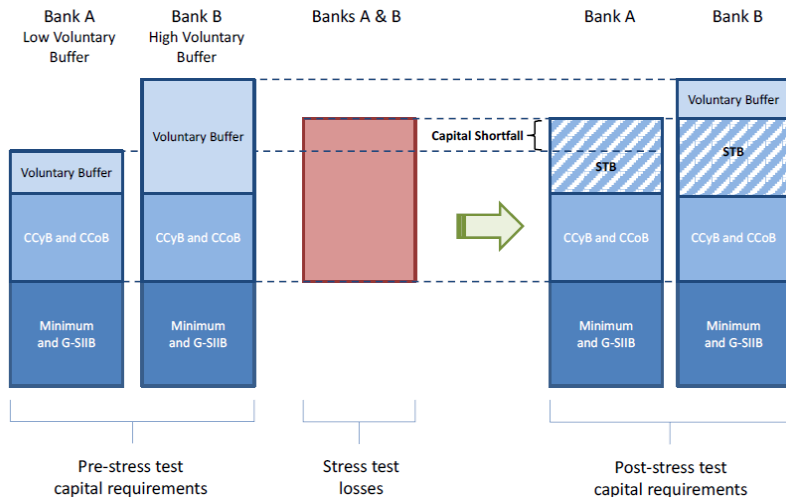 Bank A
Low Voluntary
Buffer
Bank B
High Voluntary
Buffer
Banks A & B
Bank A
Bank B
Voluntary Buffer
CCyB and CCoB
Minimum
and G-SIIB
Voluntary Buffer
CCyB and CCoB
Minimum
and G-SIIB
Capital Shortfall
STB
CCyB and CCoB
Minimum
and G-SIIB
Voluntary Buffer
STB
CCyB and CCoB
Minimum
and G-SIIB
Pre-stress test
capital requirements
Stress test
losses
Post-stress test
capital requirements